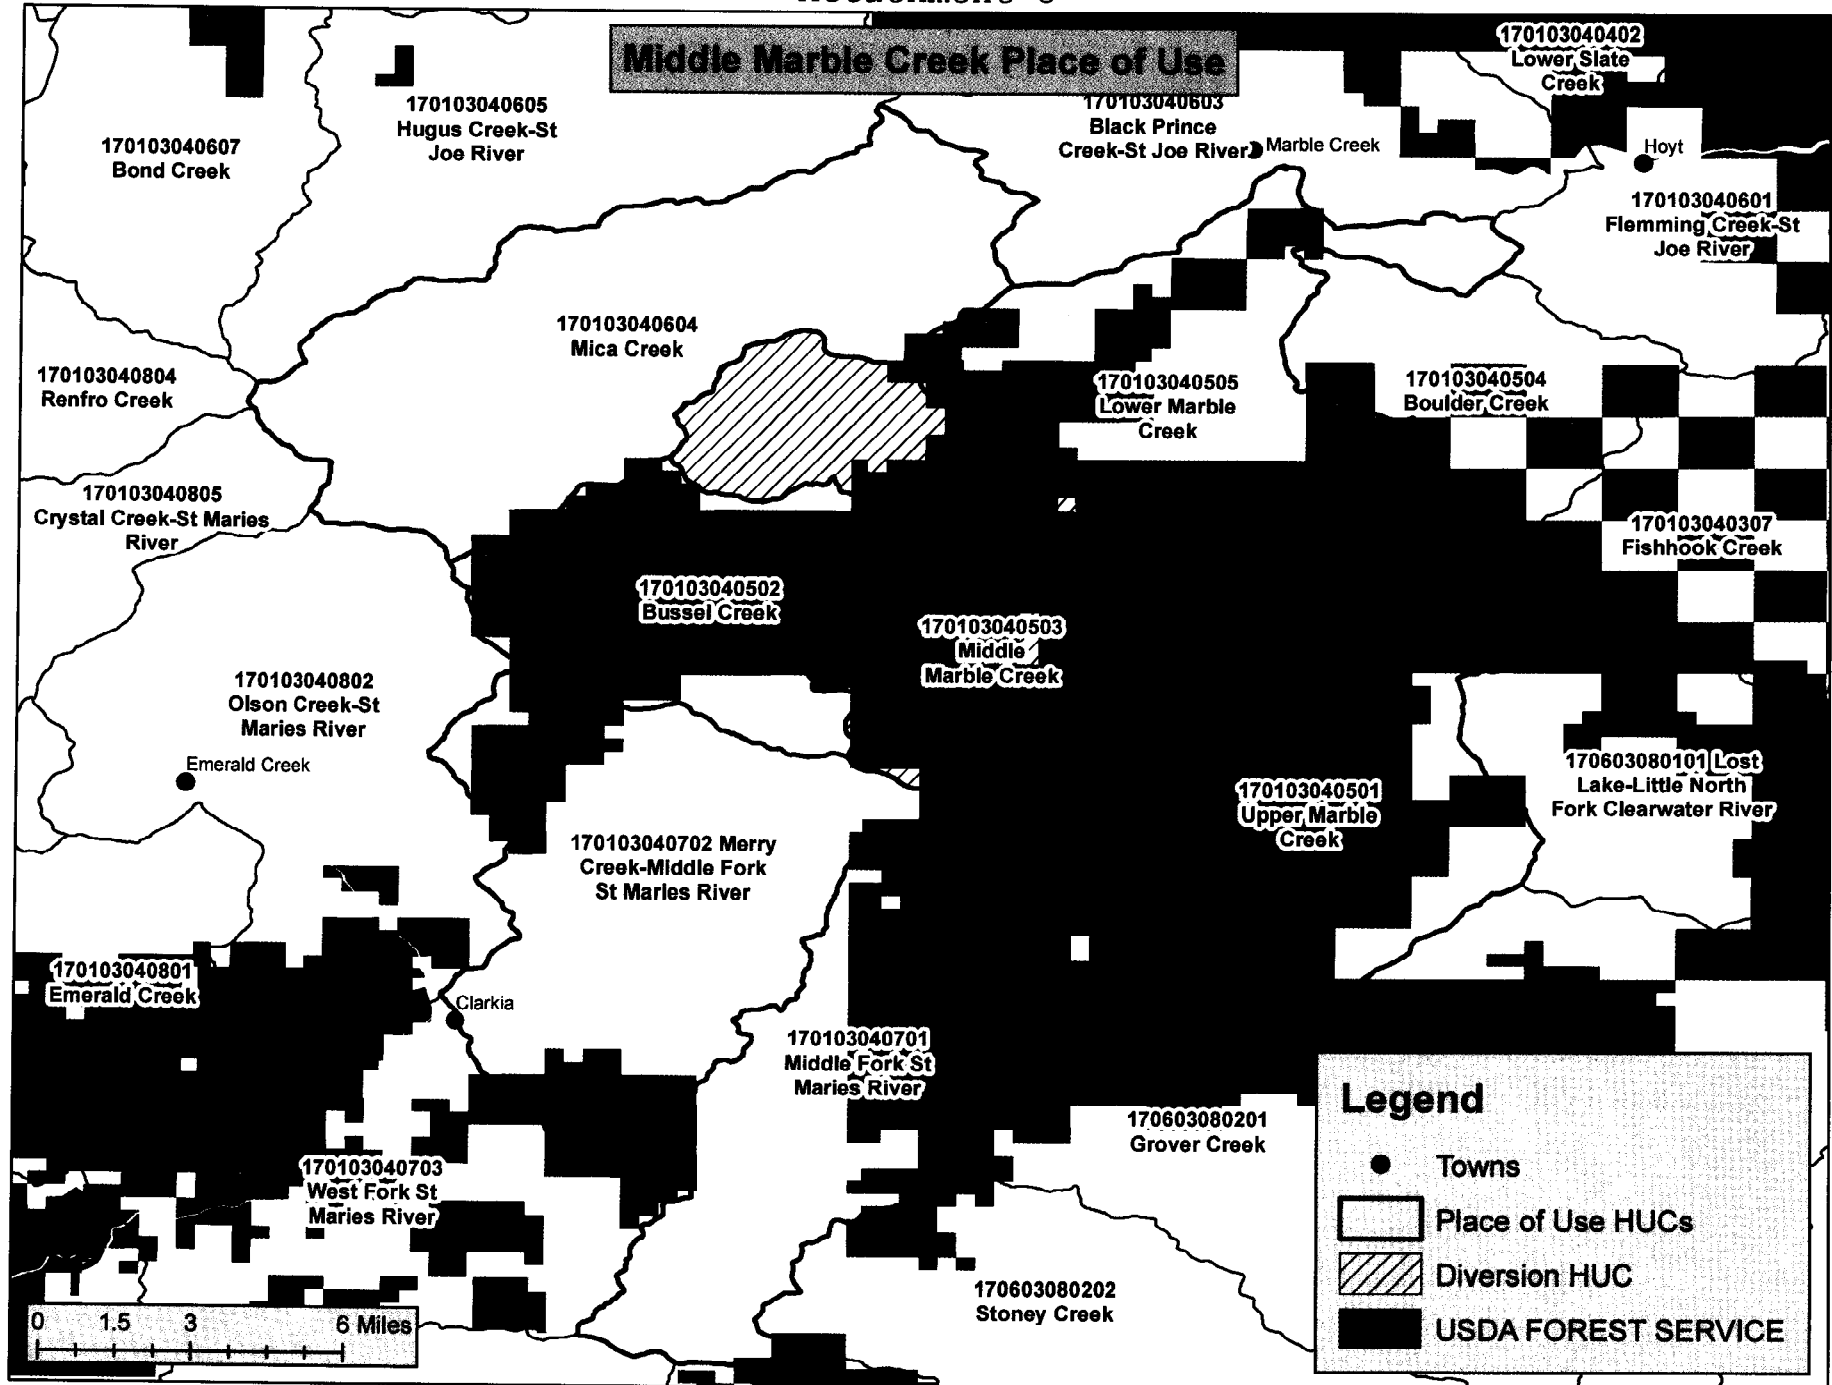 Middle Marble Creek Place of Use
170103040402
Lower Slate
Creek
170103040605
Hugus Creek-St
Joe River
170103040603
Black Prince
Creek-St Joe River
Marble Creek
170103040607
Bond Creek
Hoyt
170103040601
Flemming Creek-St
Joe River
170103040604
Mica Creek
170103040804
Renfro Creek
170103040505
Lower Marble
Creek
170103040504
Boulder Creek
170103040805
Crystal Creek-St Maries
River
170103040307
Fishhook Creek
170103040502
Bussel Creek
170103040503
Middle
Marble Creek
170103040802
Olson Creek-St
Maries River
Emerald Creek
170603080101 Lost
Lake-Little North
Fork Clearwater River
170103040501
Upper Marble
Creek
170103040702 Merry
Creek-Middle Fork
St Maries River
170103040801
Emerald Creek
Clarkia
170103040701
Middle Fork St
Maries River
170603080201
Grover Creek
170103040703
West Fork St
Maries River
170603080202
Stoney Creek
Legend
Towns
Place of Use HUCs
Diversion HUC
USDA FOREST SERVICE
0 1.5 3 6 Miles